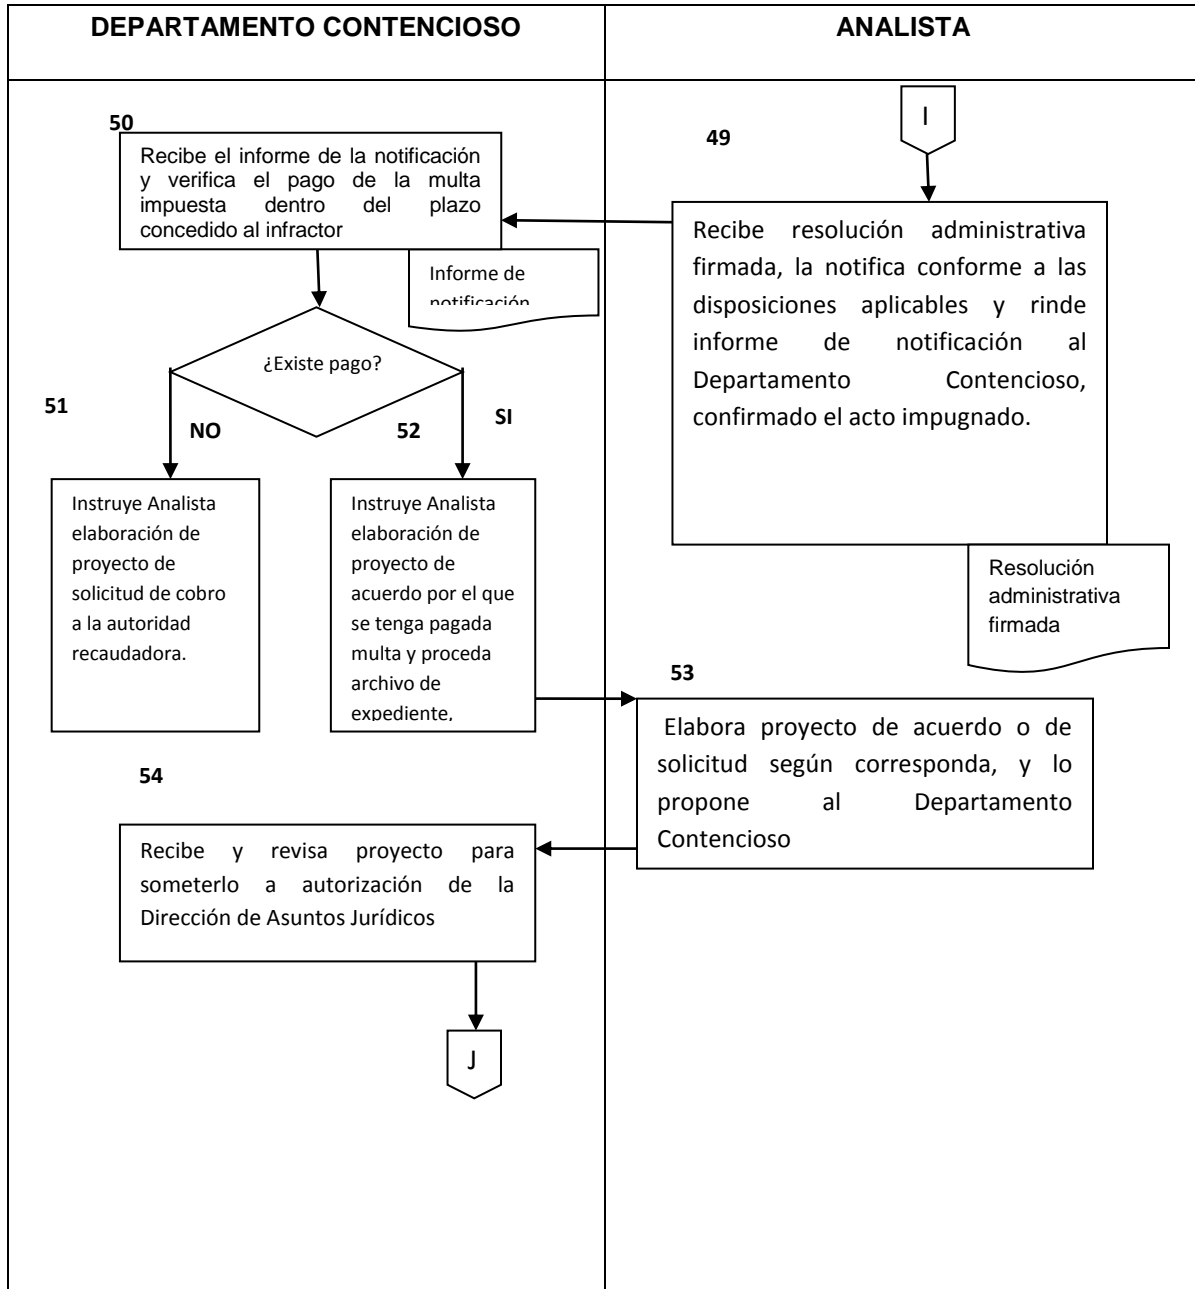 DEPARTAMENTO CONTENCIOSO
ANALISTA
I
49
Recibe resolución administrativa
firmada, la notifica conforme a las
disposiciones aplicables y rinde
informe de notificación al
Departamento Contencioso,
confirmado el acto impugnado.
Resolución
administrativa
firmada
50
Recibe el informe de la notificación
y verifica el pago de la multa
impuesta dentro del plazo
concedido al infractor
Informe de
notificación
¿Existe pago?
51
NO
52
SI
Instruye Analista
elaboración de
proyecto de
solicitud de cobro
a la autoridad
recaudadora.
Instruye Analista
elaboración de
proyecto de
acuerdo por el que
se tenga pagada
multa y proceda
archivo de
expediente,
53
Elabora proyecto de acuerdo o de
solicitud según corresponda, y lo
propone al Departamento
Contencioso
54
Recibe y revisa proyecto para
someterlo a autorización de la
Dirección de Asuntos Jurídicos
J